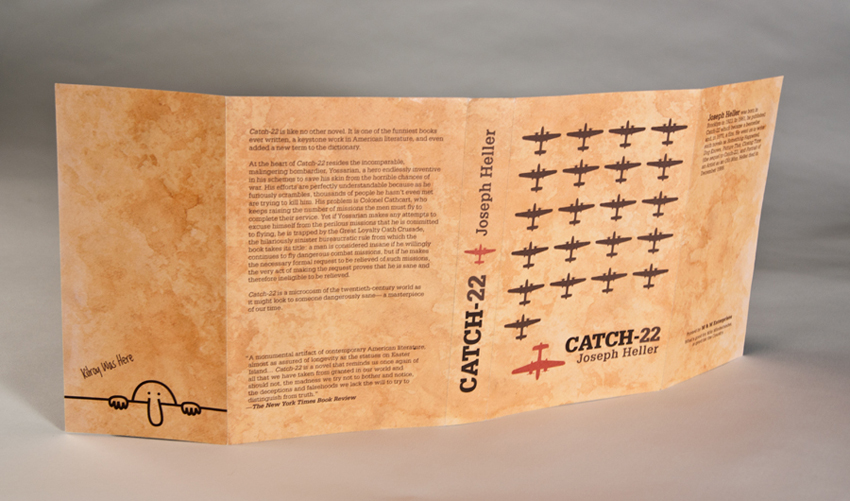 Kilroy Was Here
Catch-22 is like no other novel. It is one of the funniest books
ever written, a keystone work in American literature, and even
added a new term to the dictionary.
At the heart of Catch-22 resides the incomparable,
malingering bombardier, Yossarian, a hero endlessly inventive
in his schemes to save his skin from the horrible chances of
war. His efforts are perfectly understandable because as he
furiously scrambles, thousands of people he hasn't even met
are trying to kill him. His problem is Colonel Cathcart, who
keeps raising the number of missions the men must fly to
complete their service. Yet if Yossarian makes any attempts to
excuse himself from the perilous missions that he is committed
to flying, he is trapped by the Great Loyalty Oath Crusade,
the hilariously sinister bureaucratic rule from which the
book takes its title: a man is considered insane if he willingly
continues to fly dangerous combat missions, but if he makes
the necessary formal request to be relieved of such missions,
the very act of making the request proves that he is sane and
therefore ineligible to be relieved.
Catch-22 is a microcosm of the twentieth-century world as
it might look to someone dangerously sane—a masterpiece
of our time.
"A monumental artifact of contemporary American literature,
almost as assured of longevity as the statues on Easter
Island... Catch-22 is a novel that reminds us once again of
all that we have taken for granted in our world and
should not, the madness we try not to bother and notice,
the deceptions and falsehoods we lack the will to try to
distinguish from truth."
—The New York Times Book Review
CATCH-22 Joseph Heller
CATCH-22
Joseph Heller
Joseph Heller was born in